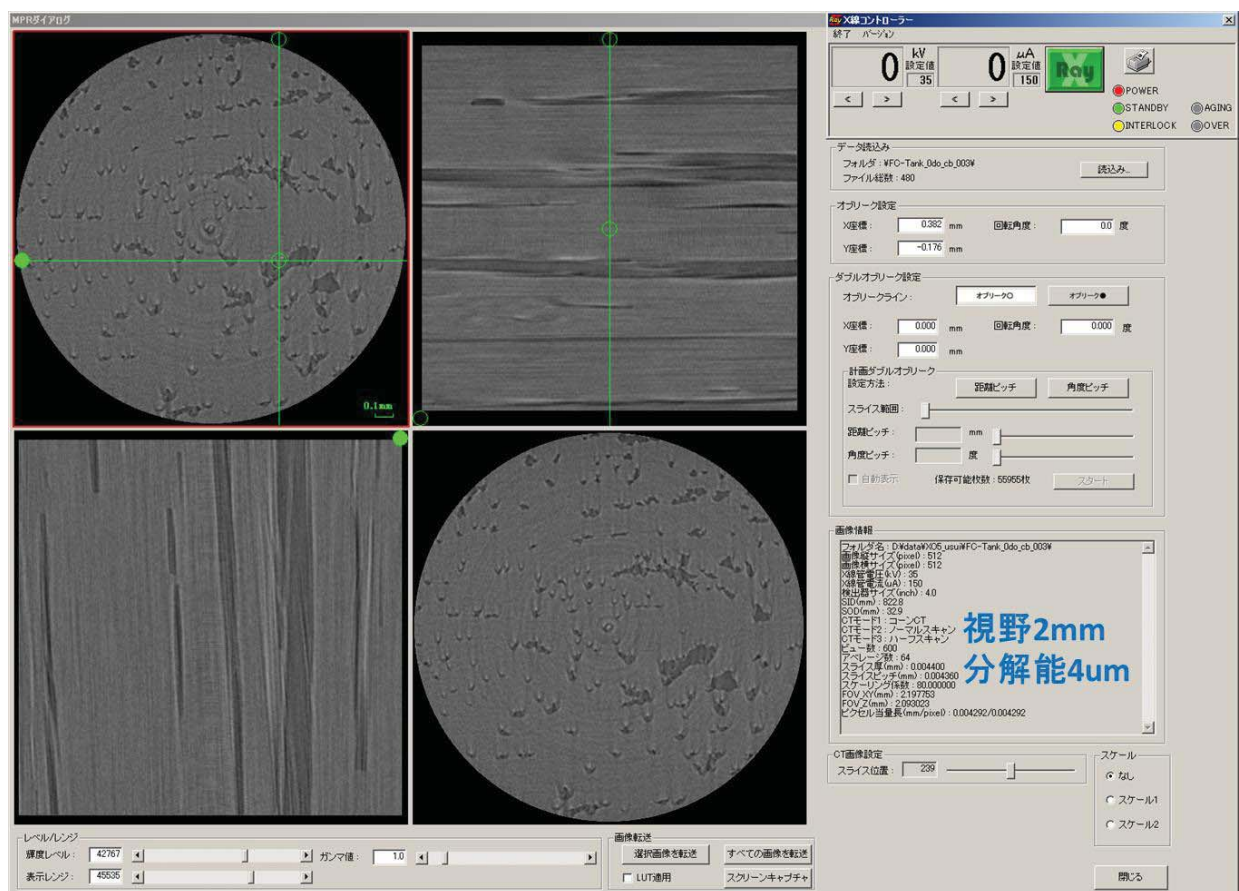 MPRダイアログ
0.1mm
レベル/レンジ
輝度レベル： 42767
ガンマ値： 1.0
表示レンジ： 45535
画像転送
選択画像を転送
すべての画像を転送
LUT適用
スクリーンキャプチャ
X線コントローラー
終了 バージョン
0 kV 設定値 35
0 μA 設定値 150
X Ray
POWER
STANDBY
AGING
INTERLOCK
OVER
データ読込み
フォルダ：¥FC-Tank_0do_cb_003¥
ファイル総数：480
読込み...
オブリーク設定
X座標： 0.382 mm 回転角度： 0.0 度
Y座標： -0.176 mm
ダブルオブリーク設定
オブリークライン： オブリーク○ オブリーク●
X座標： 0.000 mm 回転角度： 0.000 度
Y座標： 0.000 mm
計画ダブルオブリーク
設定方法： 距離ピッチ 角度ピッチ
スライス範囲：
距離ピッチ： mm
角度ピッチ： 度
自動表示 保存可能枚数：55955枚 スタート
画像情報
フォルダ名：D:¥data¥XO5_usui¥FC-Tank_0do_cb_003¥
画像縦サイズ(pixel)：512
画像横サイズ(pixel)：512
X線管電圧(kV)：35
X線管電流(uA)：150
検出器サイズ(inch)：4.0
SID(mm)：822.8
SOD(mm)：32.9
CTモード1：コーンCT
CTモード2：ノーマルスキャン
CTモード3：ハーフスキャン
ビュー数：600
アベレージ数：64
スライス厚(mm)：0.004400
スライスピッチ(mm)：0.004360
スケーリング係数：80.000000
FOV_XY(mm)：2.197753
FOV_Z(mm)：2.093023
ピクセル当量長(mm/pixel)：0.004292/0.004292
視野2mm
分解能4um
CT画像設定
スライス位置： 239
スケール
なし
スケール1
スケール2
閉じる